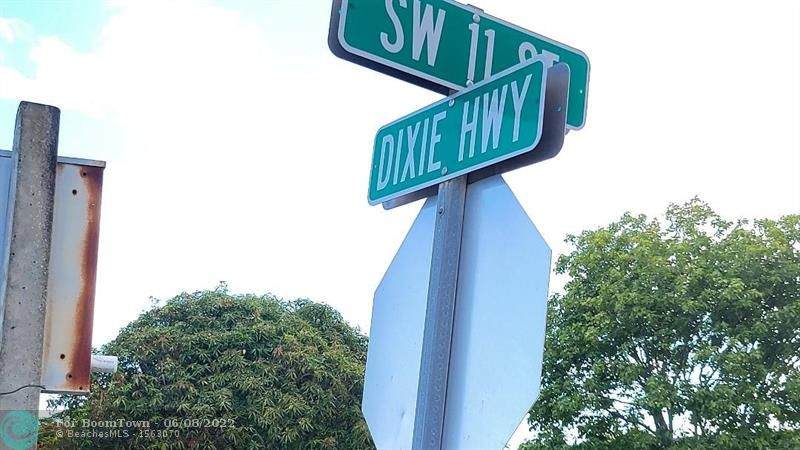 SW 11 ST
DIXIE HWY
For BoomTown - 06/08/2022
©BeachesMLS - 1563070